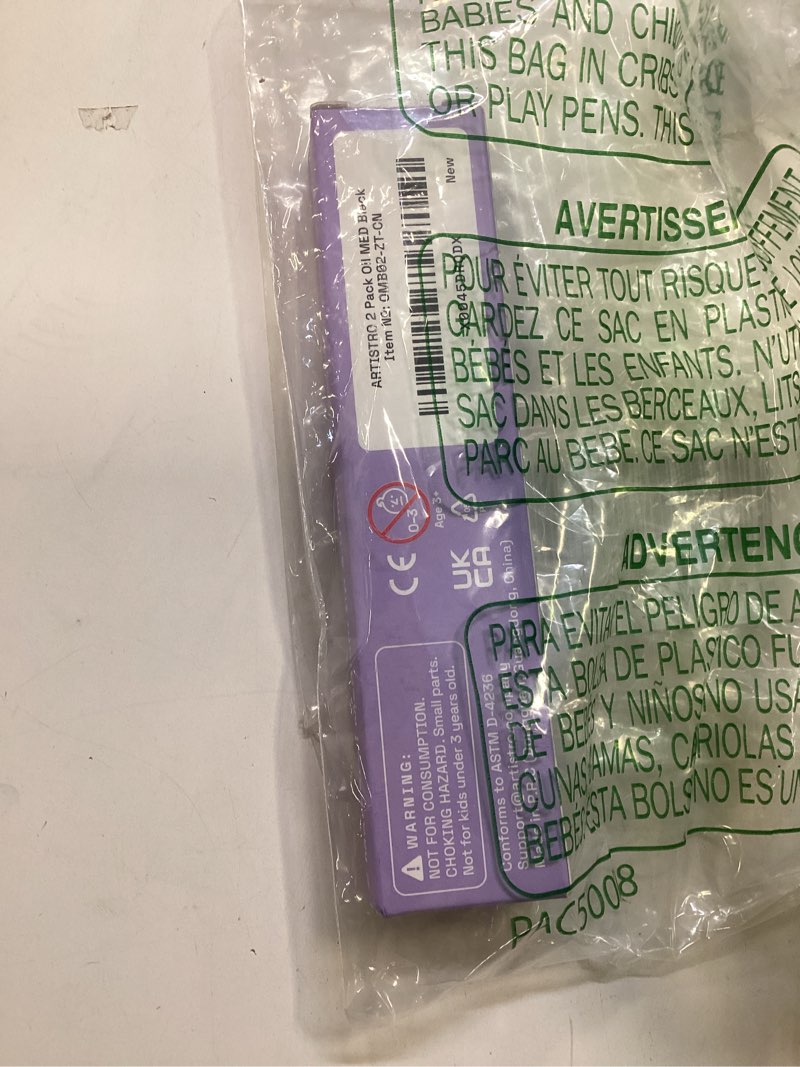 BABIES AND
THIS BAG IN CRIBS
OR PLAY PENS. THIS
AVERTISSE
POUR ÉVITER TOUT RISQUE
GARDEZ CE SAC EN PLASTI
BÉBÉS ET LES ENFANTS. N'UT
SAC DANS LES BERCEAUX, LITS
PARC AU BEBE. CE SAC N'EST
ADVERTENC
PARA EVITAR EL PELIGRO DE A
ESTA BOLSA DE PLASTICO FU
DE BEBES Y NIÑOS NO USA
CUNAS, CAMAS, CARIOLAS
BEBE. ESTA BOLSA NO ES UN
PAC5008
ARTISTRO 2 Pack Oil MED Black
Item №: OMB02-ZT-CN
New
0-3
Age 3+
CE
UK
CA
WARNING:
NOT FOR CONSUMPTION.
CHOKING HAZARD. Small parts.
Not for kids under 3 years old.
Conforms to ASTM D-4236